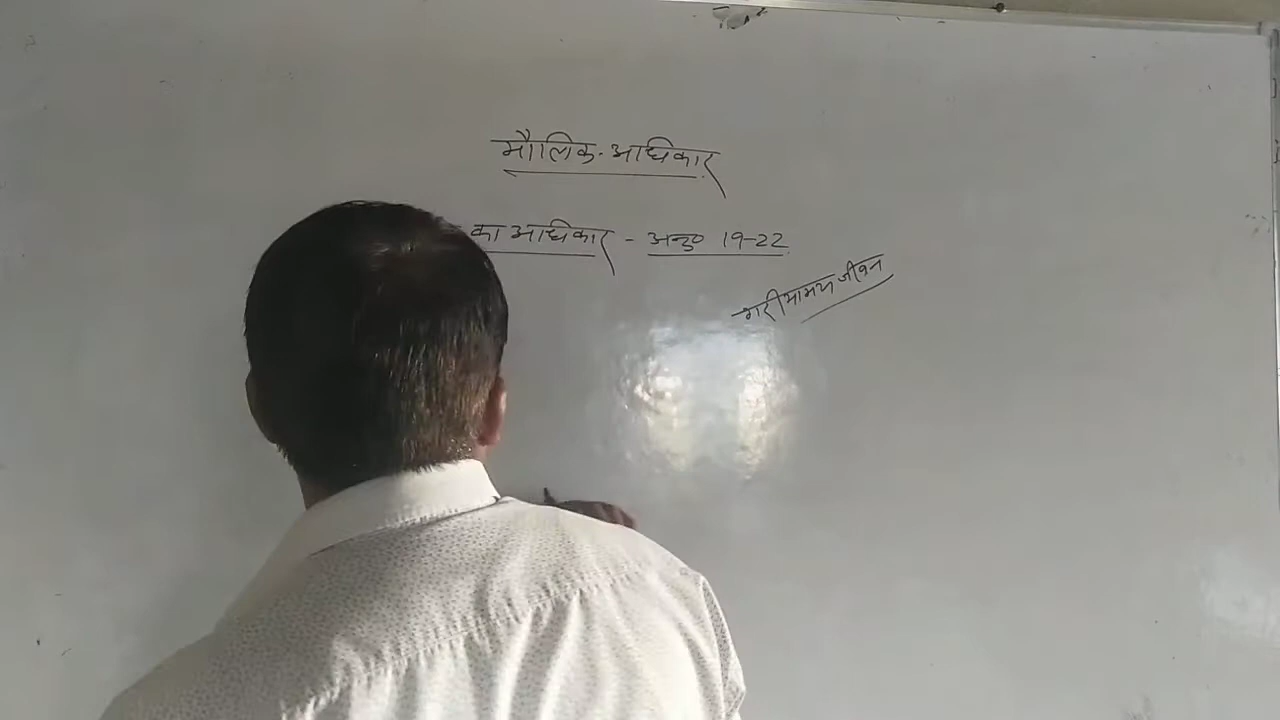 मौलिक-अधिकार
का अधिकार - अनु० 19-22
गरीमामय जीवन